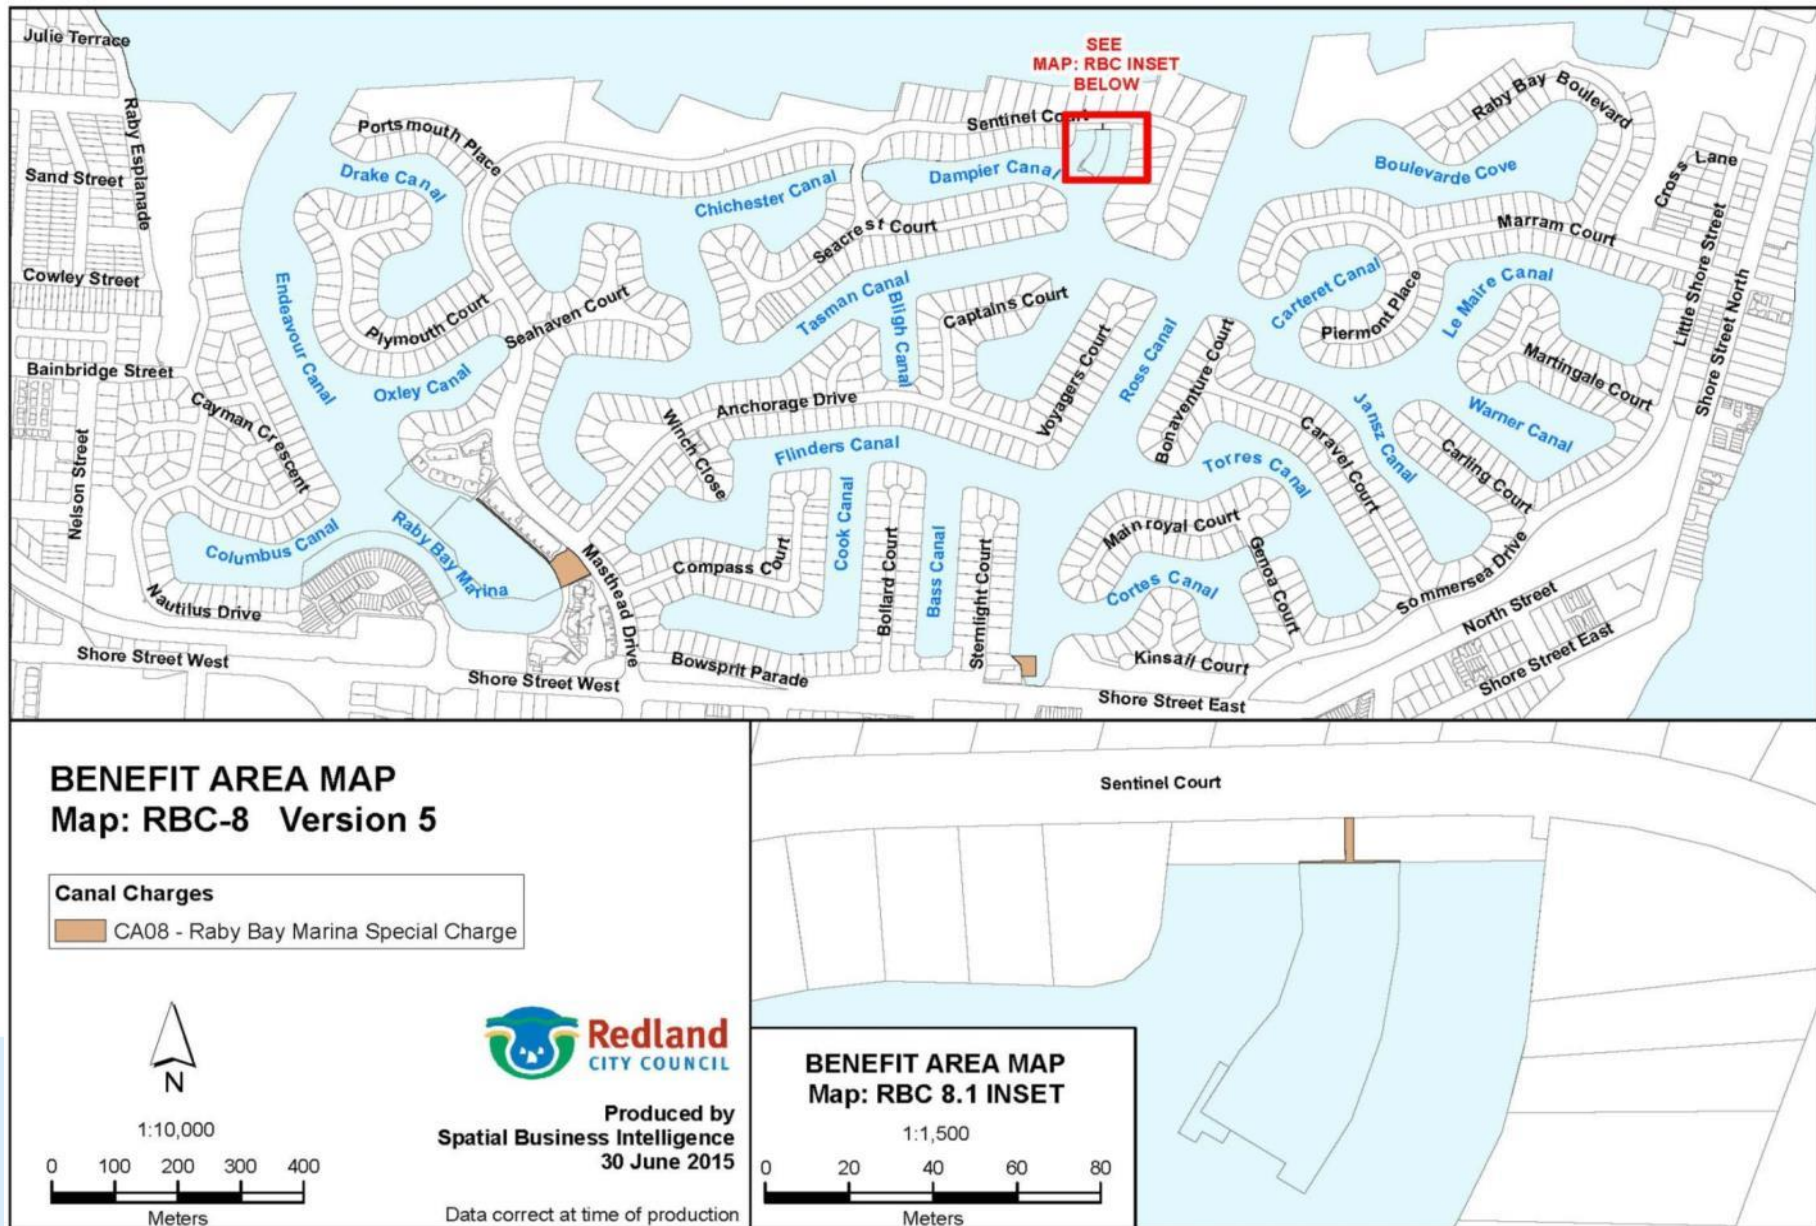 SEE
MAP: RBC INSET
BELOW
Julie Terrace
Raby Esplanade
Sand Street
Cowley Street
Bainbridge Street
Nelson Street
Cayman Crescent
Portsmouth Place
Drake Canal
Endeavour Canal
Plymouth Court
Oxley Canal
Seahaven Court
Chichester Canal
Seacrest Court
Sentinel Court
Dampier Canal
Tasman Canal
Bligh Canal
Captains Court
Voyagers Court
Ross Canal
Anchorage Drive
Winch Close
Flinders Canal
Columbus Canal
Raby Bay Marina
Nautilus Drive
Shore Street West
Shore Street West
Masthead Drive
Compass Court
Cook Canal
Bollard Court
Bass Canal
Sternlight Court
Bowsprit Parade
Raby Bay Boulevard
Boulevarde Cove
Cross Lane
Marram Court
Little Shore Street
Shore Street North
Carteret Canal
Piermont Place
Le Maire Canal
Martingale Court
Warner Canal
Bonaventure Court
Jansz Canal
Caravel Court
Carling Court
Torres Canal
Mainroyal Court
Genoa Court
Cortes Canal
Sommersea Drive
North Street
Shore Street East
Kinsail Court
Shore Street East
BENEFIT AREA MAP
Map: RBC-8 Version 5
Canal Charges
CA08 - Raby Bay Marina Special Charge
N
1:10,000
0 100 200 300 400
Meters
Redland
CITY COUNCIL
Produced by
Spatial Business Intelligence
30 June 2015
Data correct at time of production
Sentinel Court
BENEFIT AREA MAP
Map: RBC 8.1 INSET
1:1,500
0 20 40 60 80
Meters